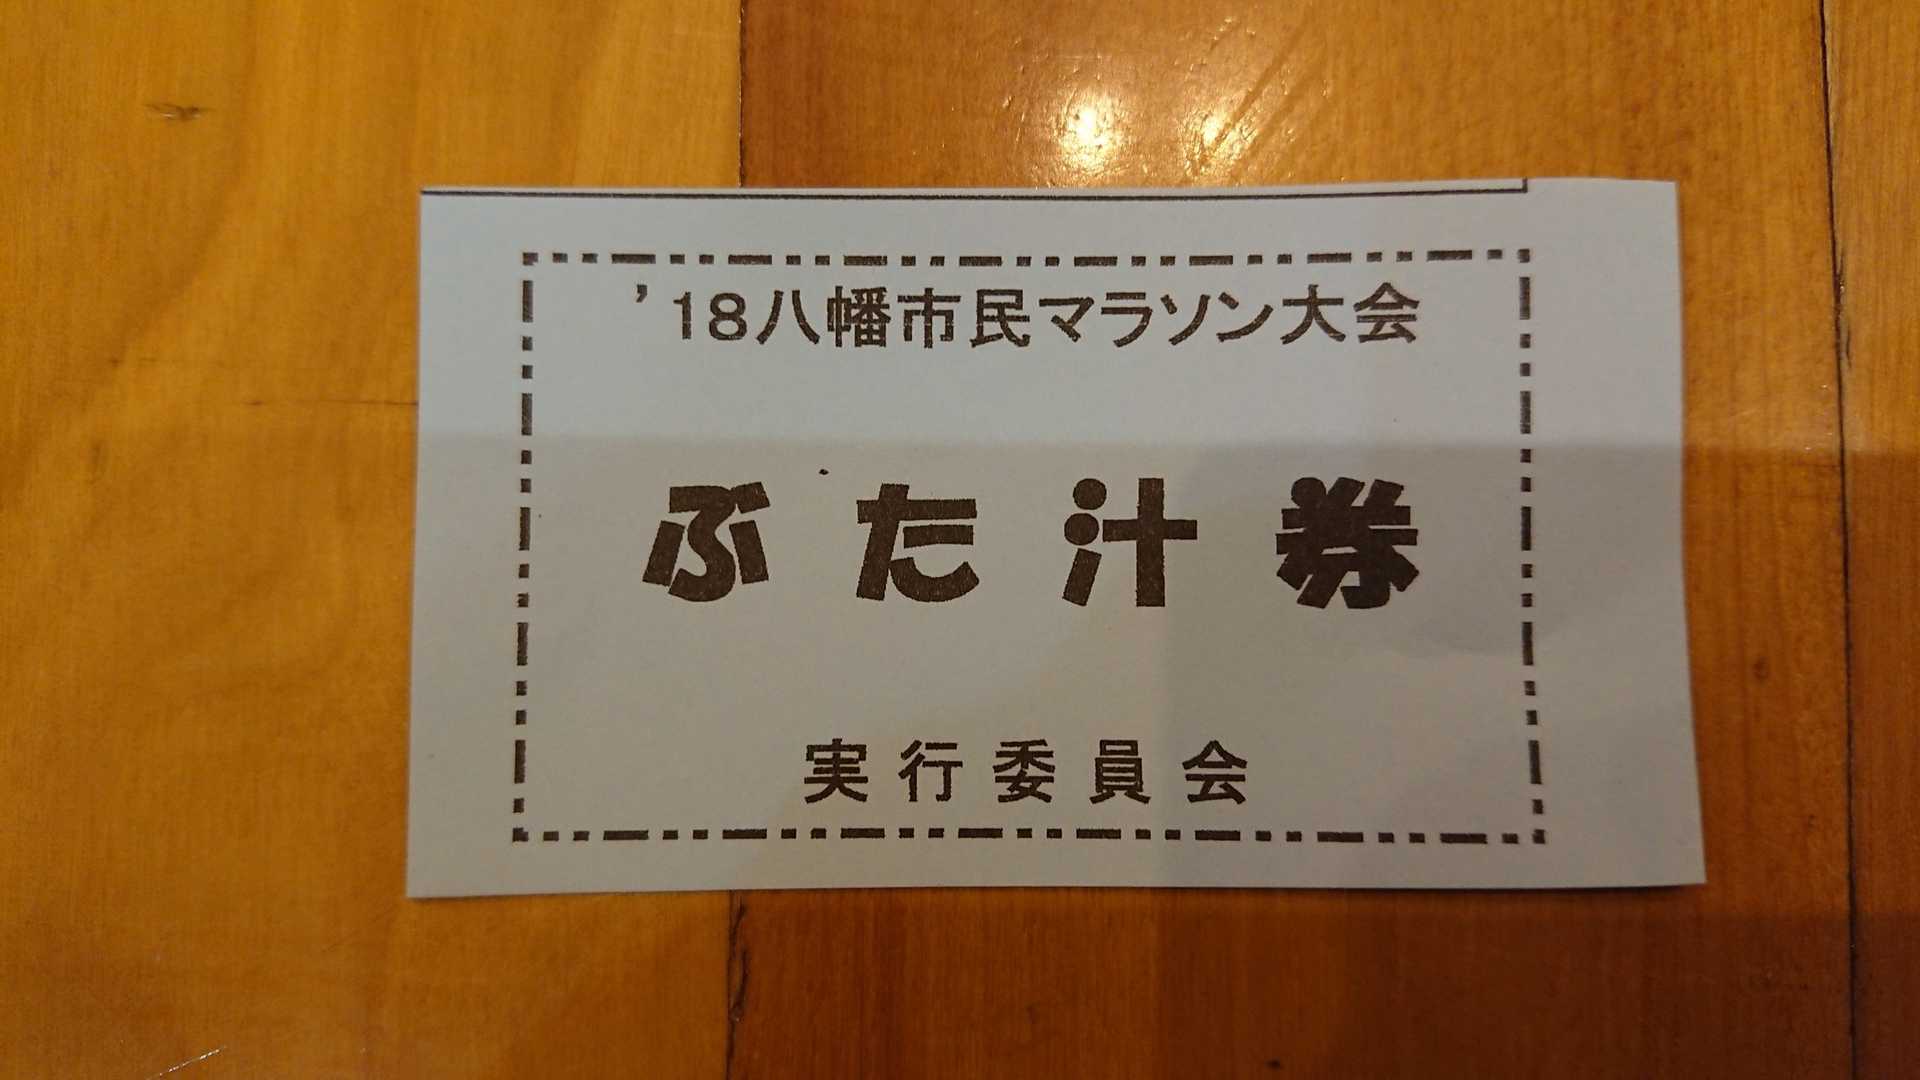 ’18八幡市民マラソン大会
ぶた汁券
実行委員会